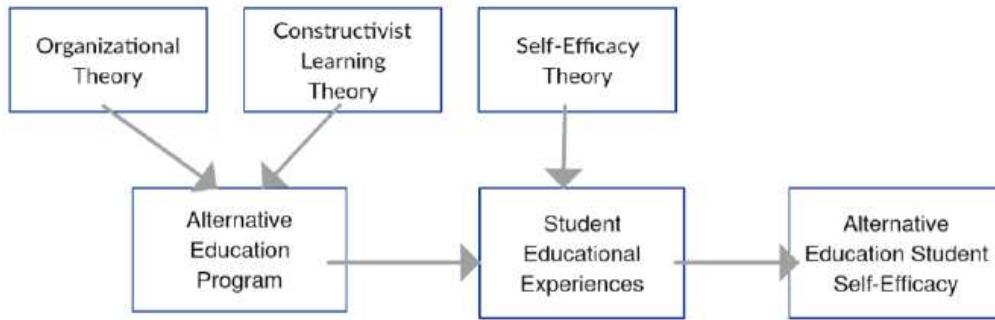 Organizational
Theory
Constructivist
Learning
Theory
Self-Efficacy
Theory
Alternative
Education
Program
Student
Educational
Experiences
Alternative
Education Student
Self-Efficacy